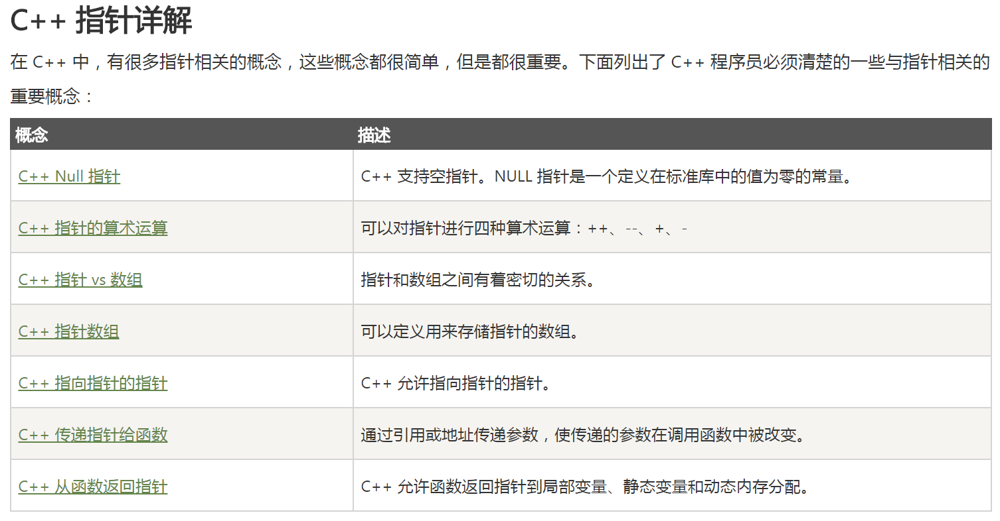 C++ 指针详解
在 C++ 中，有很多指针相关的概念，这些概念都很简单，但是都很重要。下面列出了 C++ 程序员必须清楚的一些与指针相关的
重要概念：
概念 描述
C++ Null 指针 C++ 支持空指针。NULL 指针是一个定义在标准库中的值为零的常量。
C++ 指针的算术运算 可以对指针进行四种算术运算：++、--、+、-
C++ 指针 vs 数组 指针和数组之间有着密切的关系。
C++ 指针数组 可以定义用来存储指针的数组。
C++ 指向指针的指针 C++ 允许指向指针的指针。
C++ 传递指针给函数 通过引用或地址传递参数，使传递的参数在调用函数中被改变。
C++ 从函数返回指针 C++ 允许函数返回指针到局部变量、静态变量和动态内存分配。